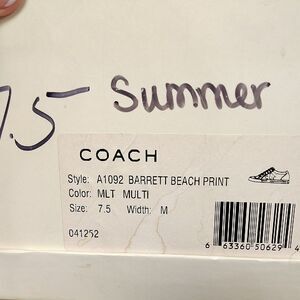 7.5 Summer
COACH
Style: A1092 BARRETT BEACH PRINT
Color: MLT MULTI
Size: 7.5 Width: M
041252
6 63360 50629 4